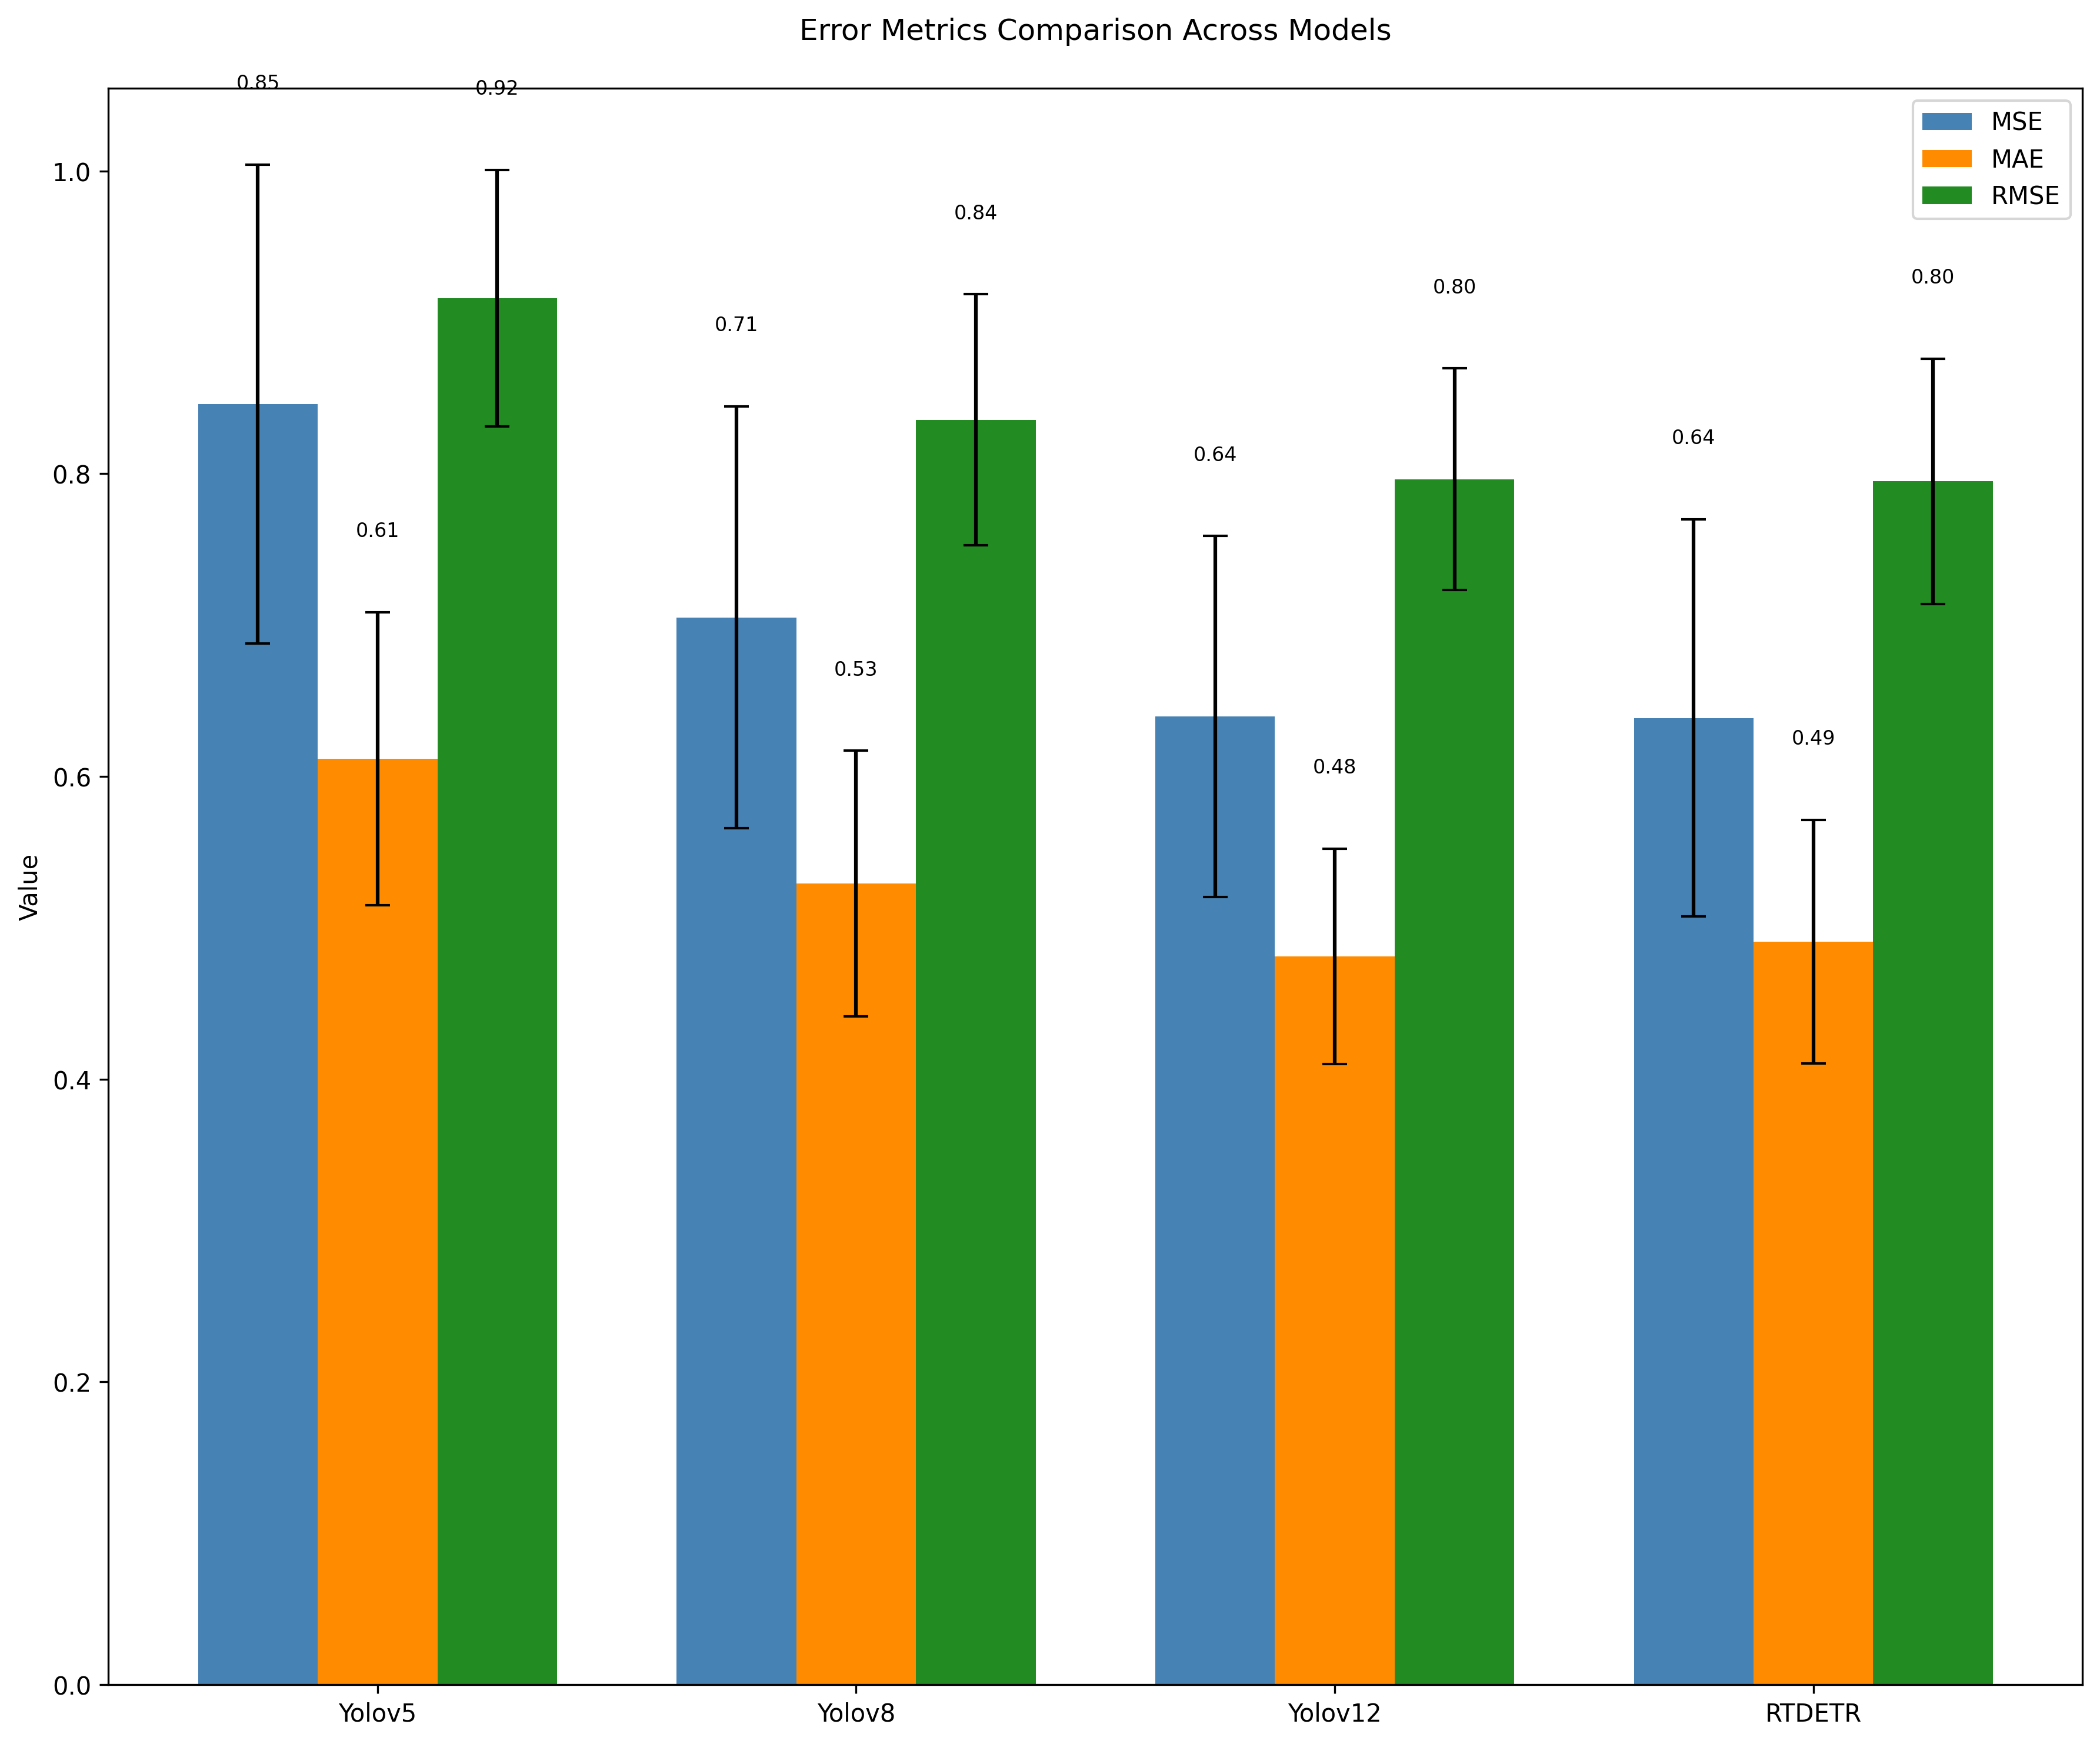 Error Metrics Comparison Across Models
0.85
0.92
MSE
MAE
RMSE
1.0
0.84
0.80
0.80
0.71
0.64
0.64
0.8
0.61
0.53
0.49
0.48
0.6
Value
0.4
0.2
0.0
Yolov5
Yolov8
Yolov12
RTDETR